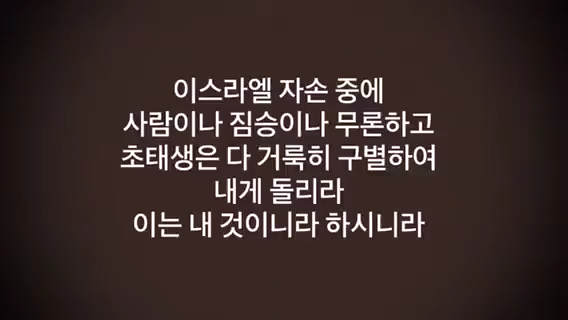 이스라엘 자손 중에
사람이나 짐승이나 무론하고
초태생은 다 거룩히 구별하여
내게 돌리라
이는 내 것이니라 하시니라